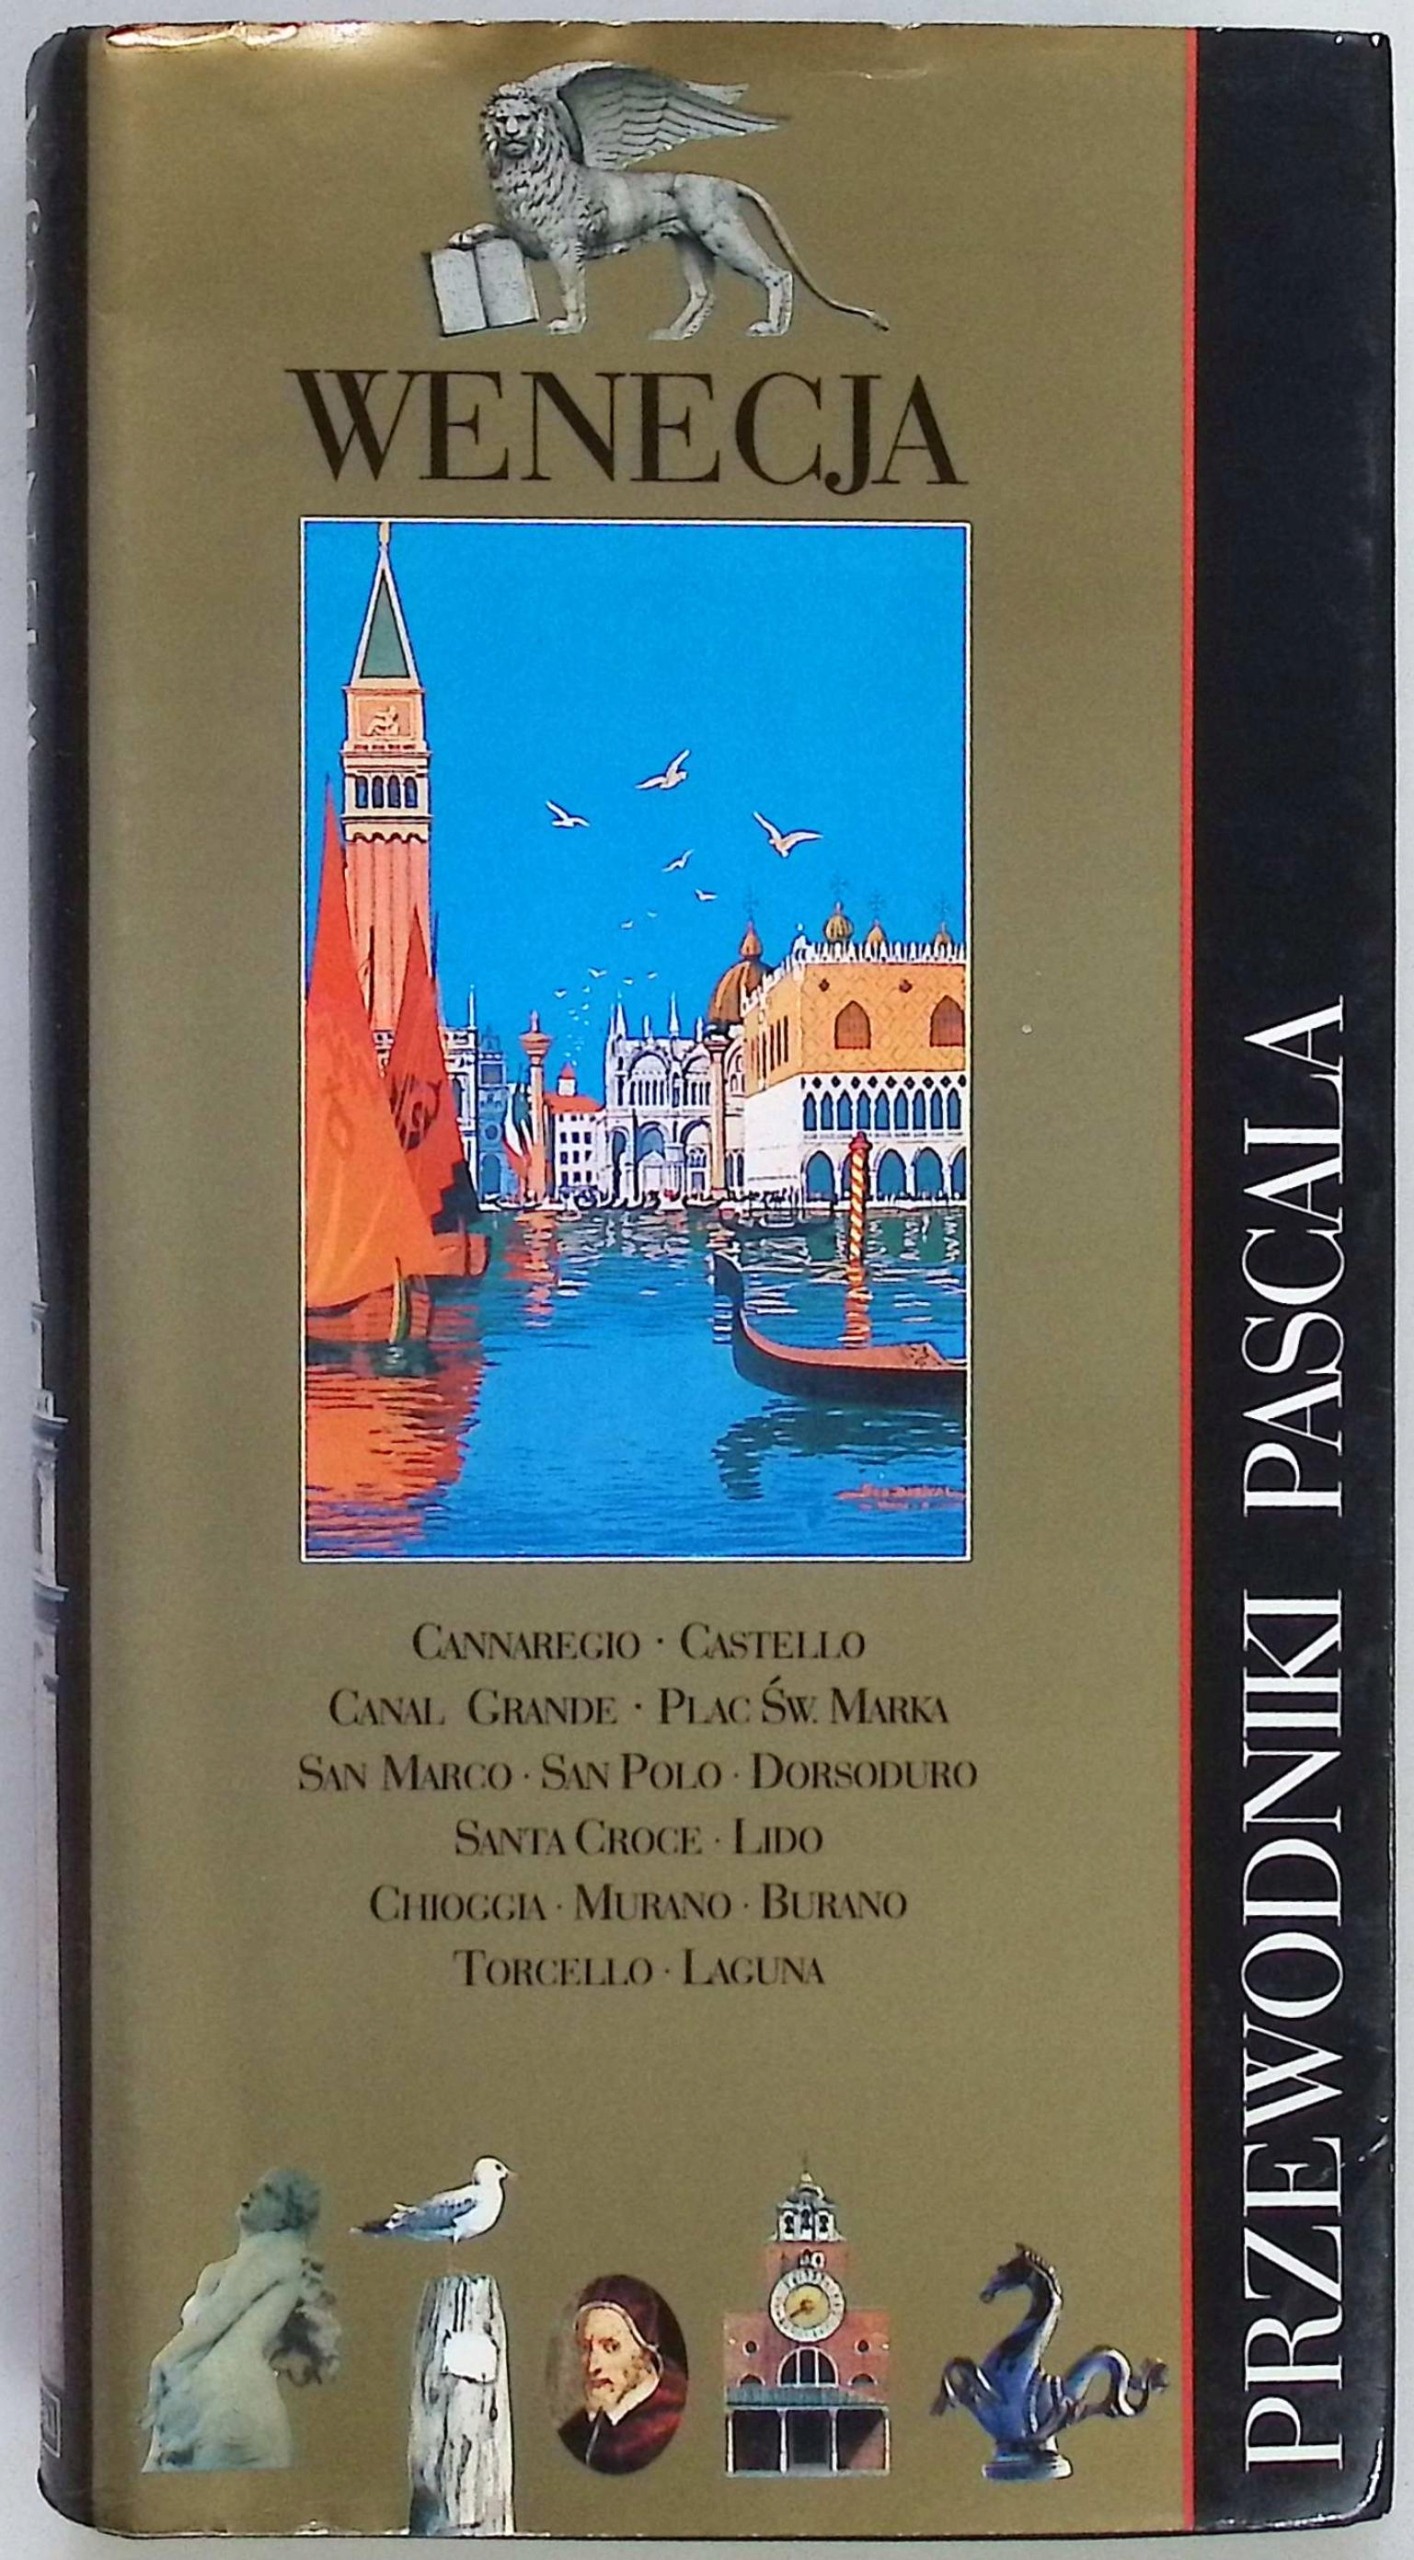 WENECJA
CANNAREGIO · CASTELLO
CANAL GRANDE · PLAC ŚW. MARKA
SAN MARCO · SAN POLO · DORSODURO
SANTA CROCE · LIDO
CHIOGGIA · MURANO · BURANO
TORCELLO · LAGUNA
PRZEWODNIKI PASCALA